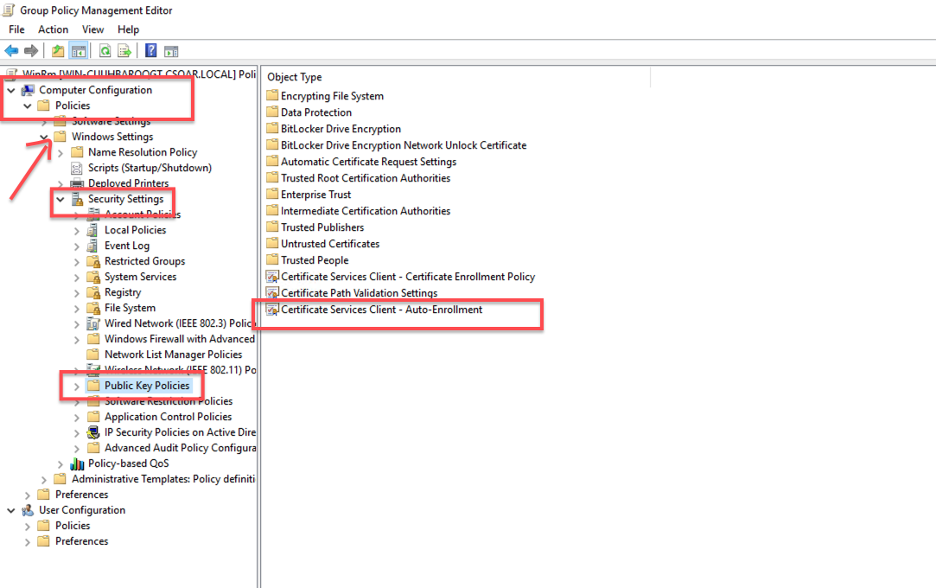 Group Policy Management Editor
File Action View Help
WinRm [WIN-CUUHBAROQGT.CSOAR.LOCAL] Poli
Computer Configuration
Policies
Software Settings
Windows Settings
Name Resolution Policy
Scripts (Startup/Shutdown)
Deployed Printers
Security Settings
Account Policies
Local Policies
Event Log
Restricted Groups
System Services
Registry
File System
Wired Network (IEEE 802.3) Polic
Windows Firewall with Advanced
Network List Manager Policies
Wireless Network (IEEE 802.11) Po
Public Key Policies
Software Restriction Policies
Application Control Policies
IP Security Policies on Active Dire
Advanced Audit Policy Configura
Policy-based QoS
Administrative Templates: Policy definiti
Preferences
User Configuration
Policies
Preferences
Object Type
Encrypting File System
Data Protection
BitLocker Drive Encryption
BitLocker Drive Encryption Network Unlock Certificate
Automatic Certificate Request Settings
Trusted Root Certification Authorities
Enterprise Trust
Intermediate Certification Authorities
Trusted Publishers
Untrusted Certificates
Trusted People
Certificate Services Client - Certificate Enrollment Policy
Certificate Path Validation Settings
Certificate Services Client - Auto-Enrollment